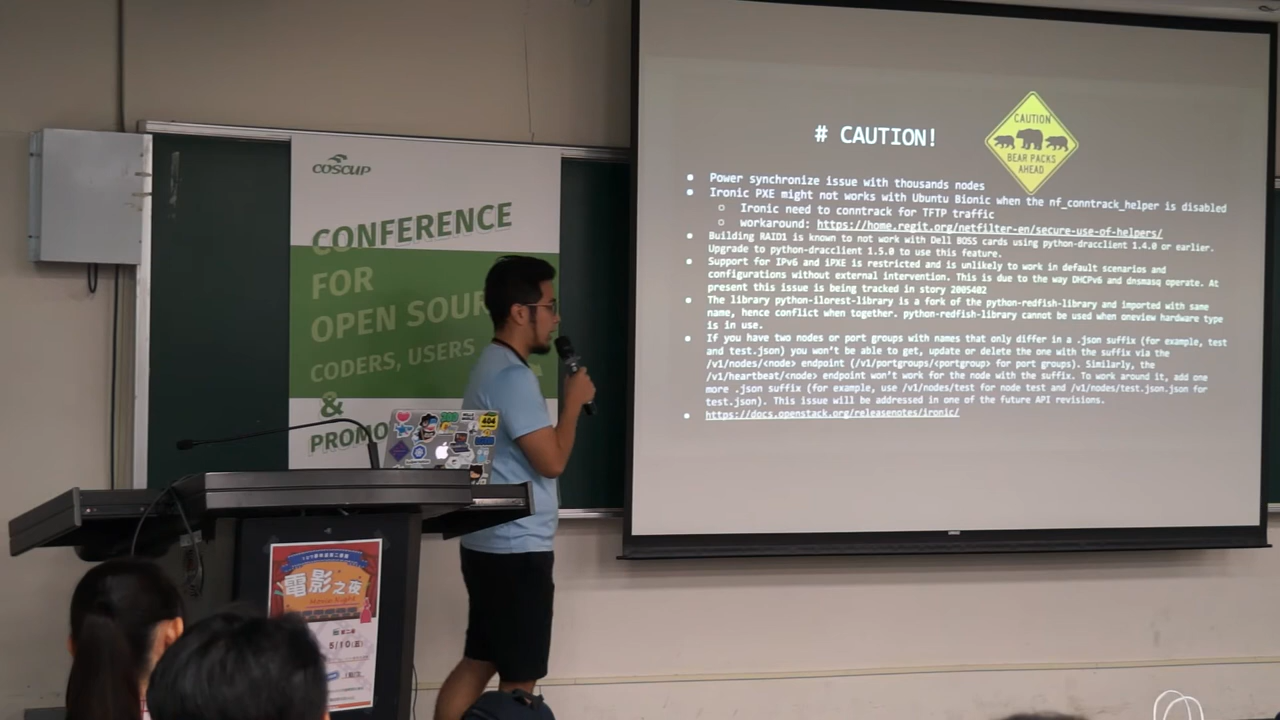 COSCUP
CONFERENCE
FOR
OPEN SOUR
CODERS, USERS
&
PROMO
404
電影之夜
5/10(五)
# CAUTION!
CAUTION
BEAR PACKS
AHEAD
● Power synchronize issue with thousands nodes
● Ironic PXE might not works with Ubuntu Bionic when the nf_conntrack_helper is disabled
○ Ironic need to conntrack for TFTP traffic
○ workaround: https://home.regit.org/netfilter-en/secure-use-of-helpers/
● Building RAID1 is known to not work with Dell BOSS cards using python-dracclient 1.4.0 or earlier.
Upgrade to python-dracclient 1.5.0 to use this feature.
● Support for IPv6 and iPXE is restricted and is unlikely to work in default scenarios and
configurations without external intervention. This is due to the way DHCPv6 and dnsmasq operate. At
present this issue is being tracked in story 2005402
● The library python-ilorest-library is a fork of the python-redfish-library and imported with same
name, hence conflict when together. python-redfish-library cannot be used when oneview hardware type
is in use.
● If you have two nodes or port groups with names that only differ in a .json suffix (for example, test
and test.json) you won't be able to get, update or delete the one with the suffix via the
/v1/nodes/<node> endpoint (/v1/portgroups/<portgroup> for port groups). Similarly, the
/v1/heartbeat/<node> endpoint won't work for the node with the suffix. To work around it, add one
more .json suffix (for example, use /v1/nodes/test for node test and /v1/nodes/test.json.json for
test.json). This issue will be addressed in one of the future API revisions.
● https://docs.openstack.org/releasenotes/ironic/